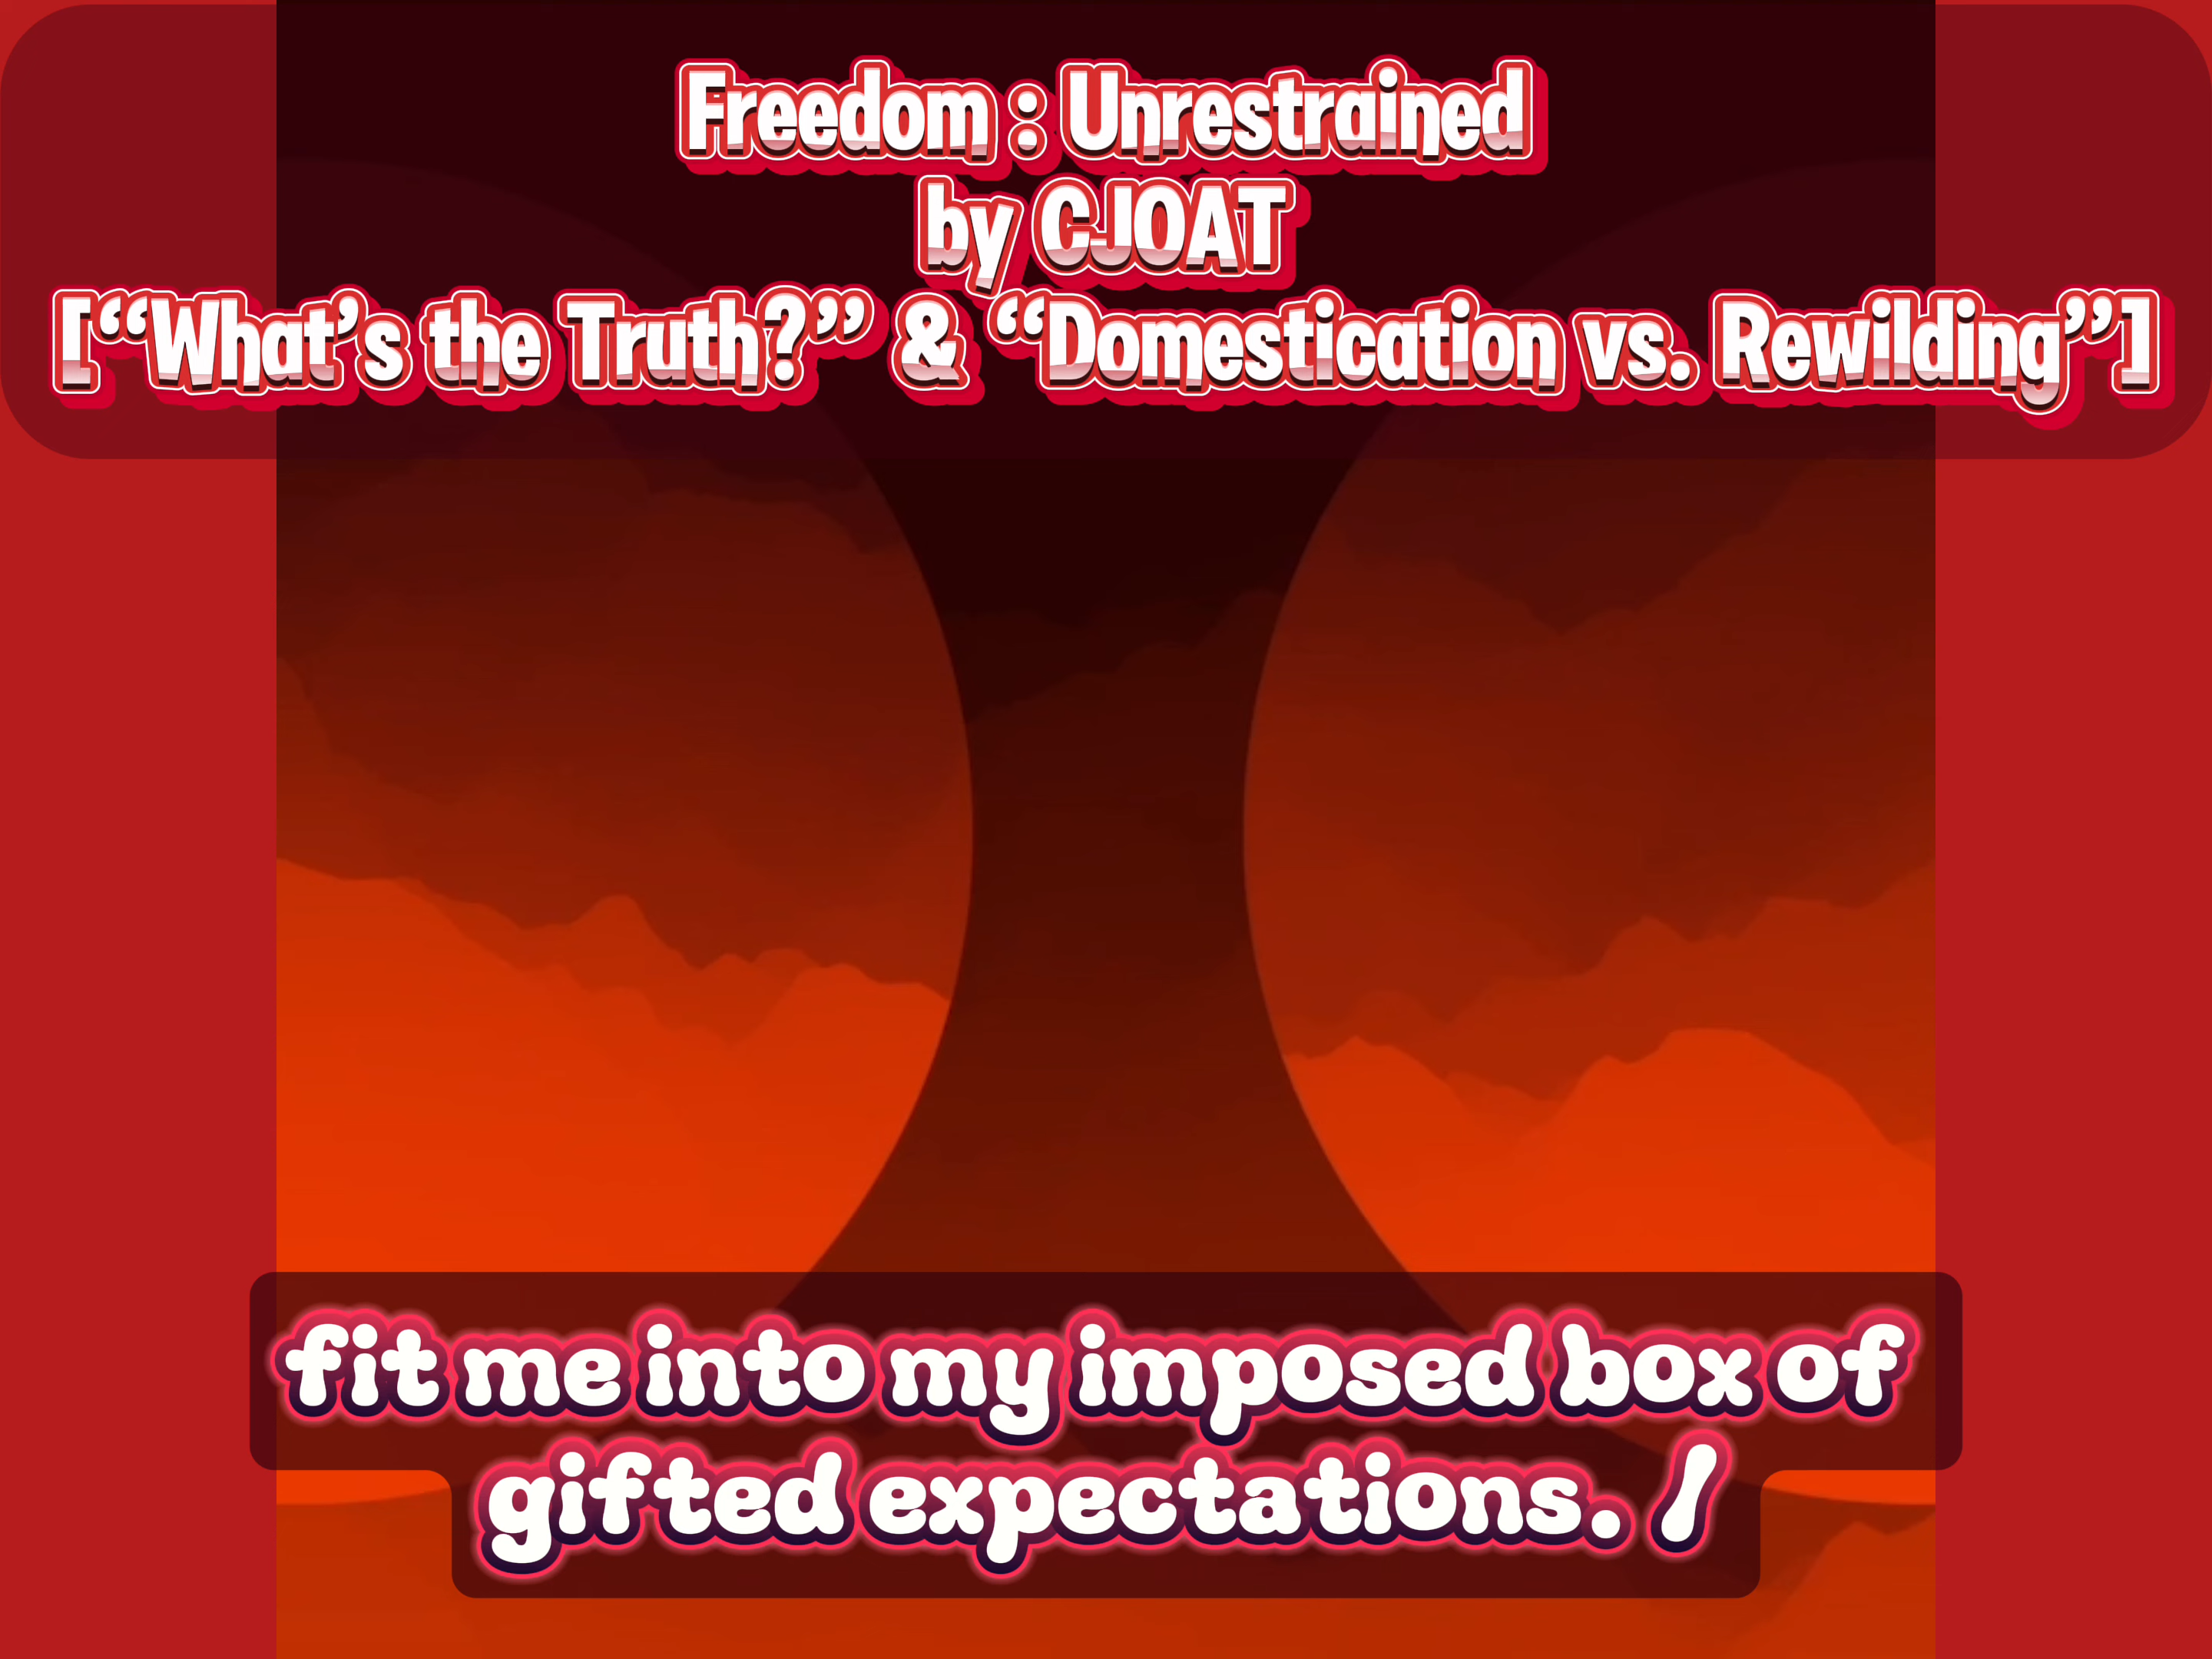 Freedom : Unrestrained
by CJOAT
[“What’s the Truth?” & “Domestication vs. Rewilding”]
fit me into my imposed box of
gifted expectations. /